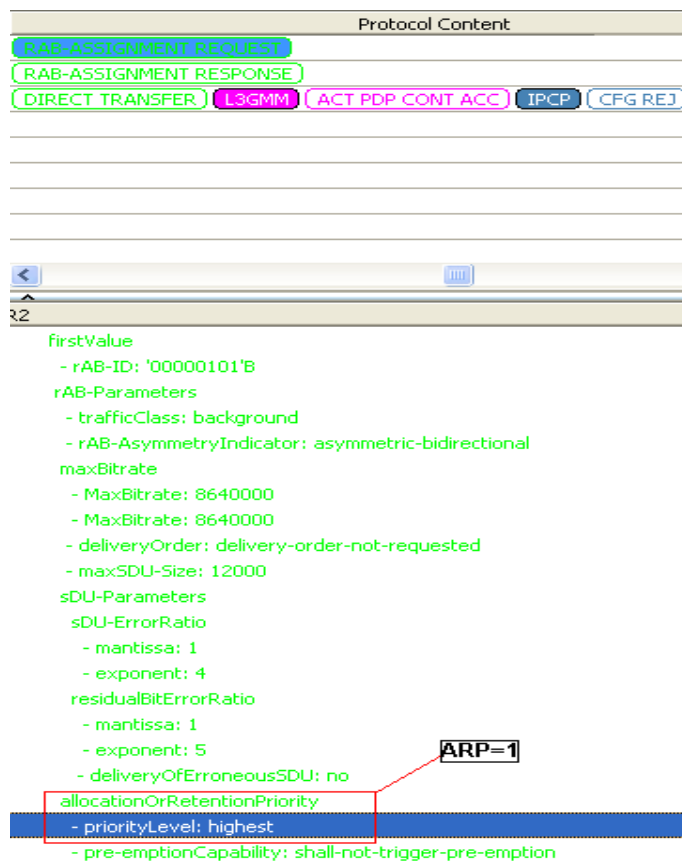 Protocol Content
RAB-ASSIGNMENT REQUEST
RAB-ASSIGNMENT RESPONSE
DIRECT TRANSFER L3GMM ACT PDP CONT ACC IPCP CFG REJ
R2
firstValue
- rAB-ID: '00000101'B
rAB-Parameters
- trafficClass: background
- rAB-AsymmetryIndicator: asymmetric-bidirectional
maxBitrate
- MaxBitrate: 8640000
- MaxBitrate: 8640000
- deliveryOrder: delivery-order-not-requested
- maxSDU-Size: 12000
sDU-Parameters
sDU-ErrorRatio
- mantissa: 1
- exponent: 4
residualBitErrorRatio
- mantissa: 1
- exponent: 5
ARP=1
- deliveryOfErroneousSDU: no
allocationOrRetentionPriority
- priorityLevel: highest
- pre-emptionCapability: shall-not-trigger-pre-emption